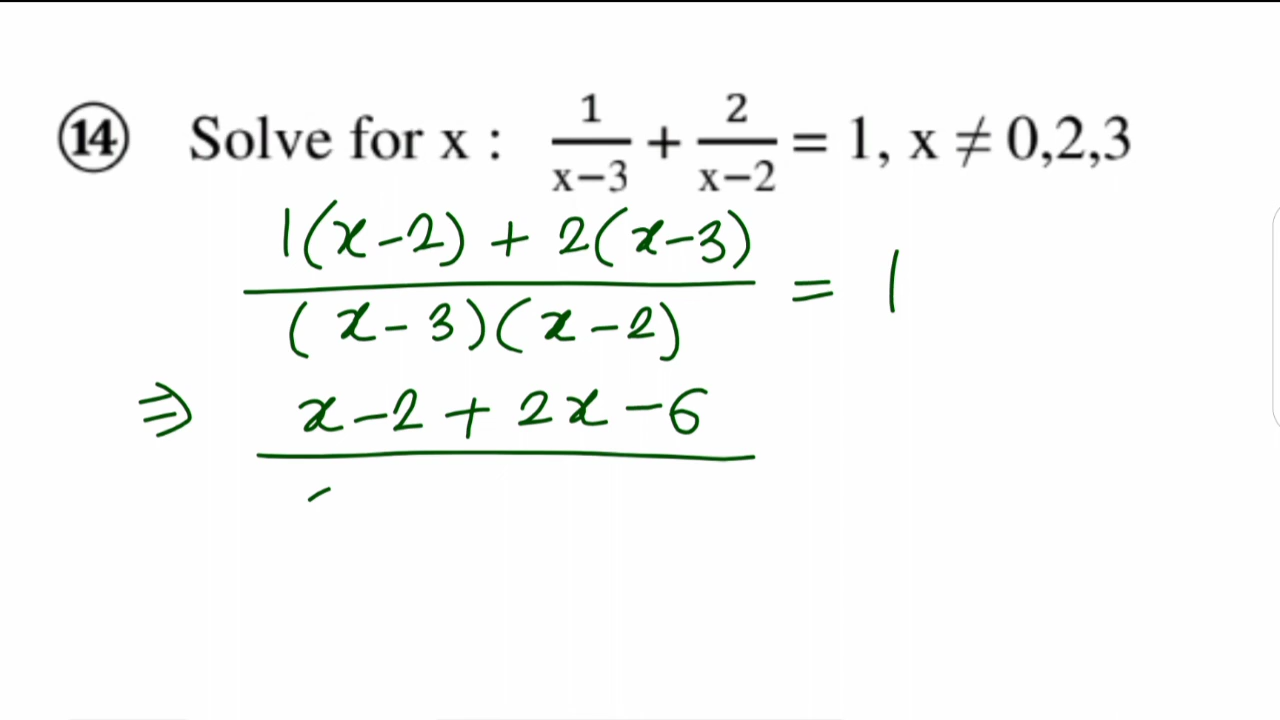 ⑭ Solve for x : 1/(x−3) + 2/(x−2) = 1, x ≠ 0,2,3
(1(x−2) + 2(x−3))/((x−3)(x−2)) = 1
⇒ x−2 + 2x−6